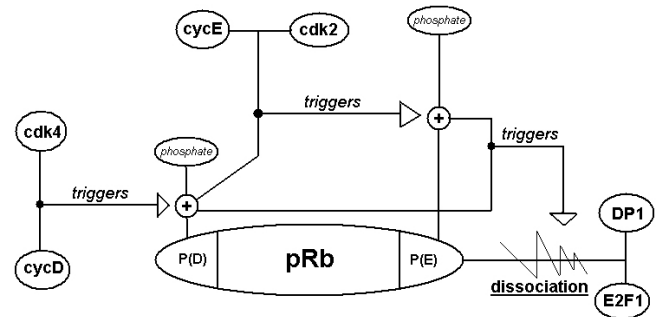 cycE
cdk2
phosphate
triggers
+
cdk4
phosphate
triggers
triggers
+
DP1
P(D)
pRb
P(E)
cycD
dissociation
E2F1